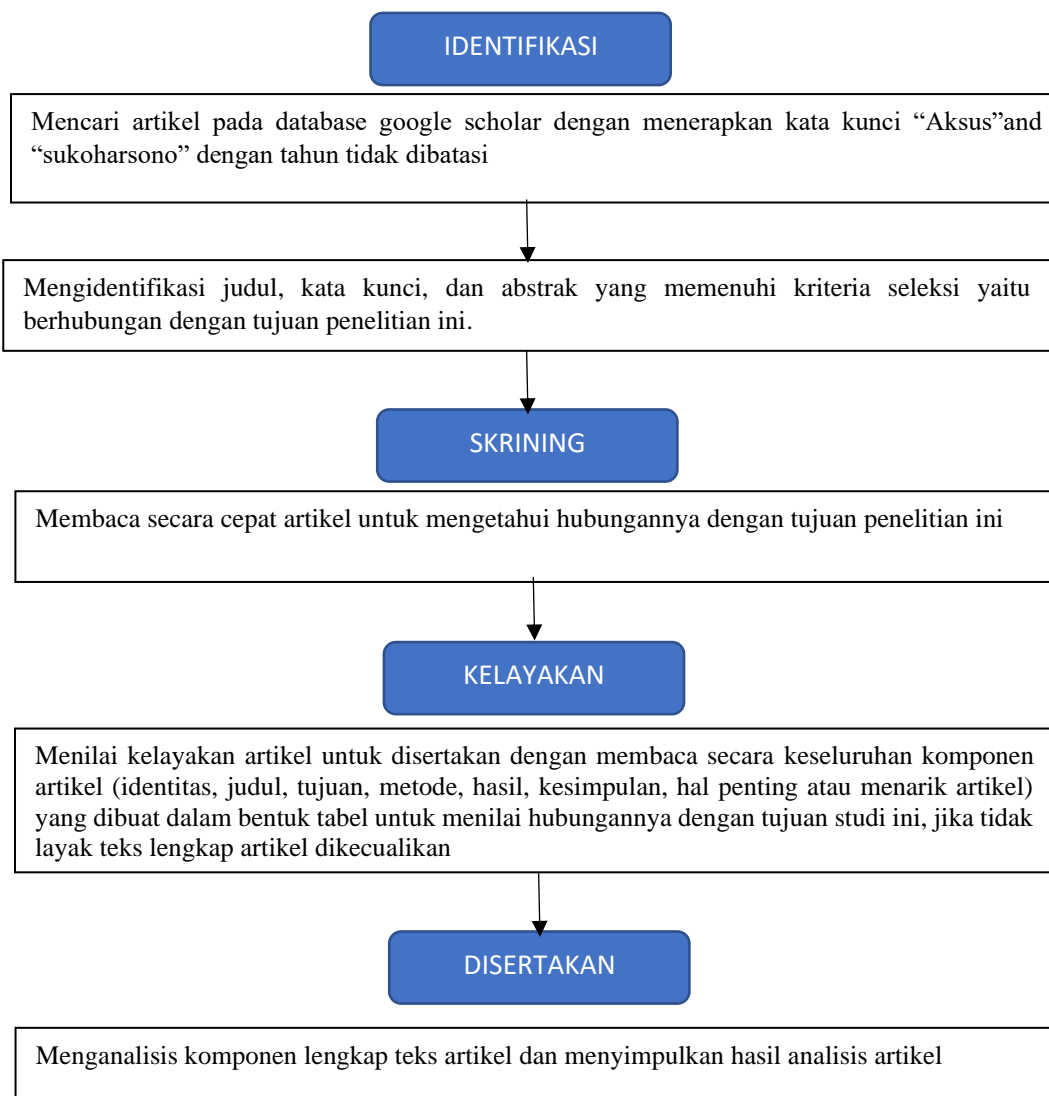 IDENTIFIKASI
Mencari artikel pada database google scholar dengan menerapkan kata kunci “Aksus”and
“sukoharsono” dengan tahun tidak dibatasi
Mengidentifikasi judul, kata kunci, dan abstrak yang memenuhi kriteria seleksi yaitu
berhubungan dengan tujuan penelitian ini.
SKRINING
Membaca secara cepat artikel untuk mengetahui hubungannya dengan tujuan penelitian ini
KELAYAKAN
Menilai kelayakan artikel untuk disertakan dengan membaca secara keseluruhan komponen
artikel (identitas, judul, tujuan, metode, hasil, kesimpulan, hal penting atau menarik artikel)
yang dibuat dalam bentuk tabel untuk menilai hubungannya dengan tujuan studi ini, jika tidak
layak teks lengkap artikel dikecualikan
DISERTAKAN
Menganalisis komponen lengkap teks artikel dan menyimpulkan hasil analisis artikel